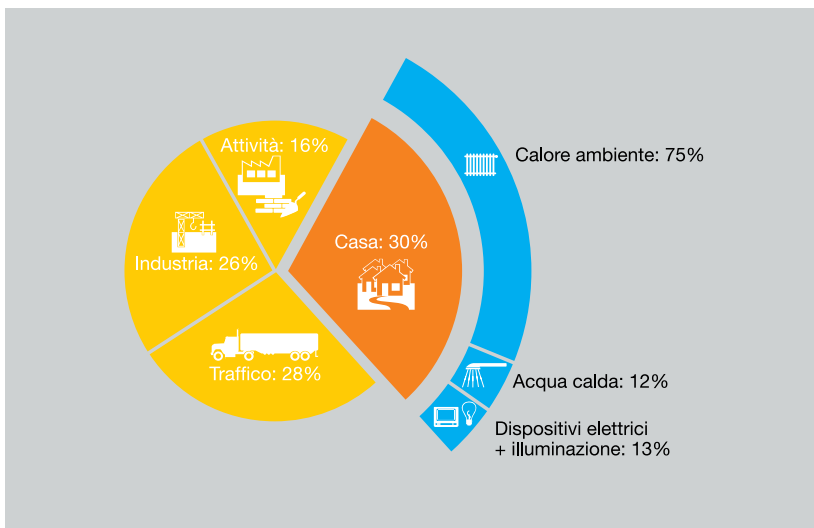 Attività: 16%
Industria: 26%
Traffico: 28%
Casa: 30%
Calore ambiente: 75%
Acqua calda: 12%
Dispositivi elettrici
+ illuminazione: 13%